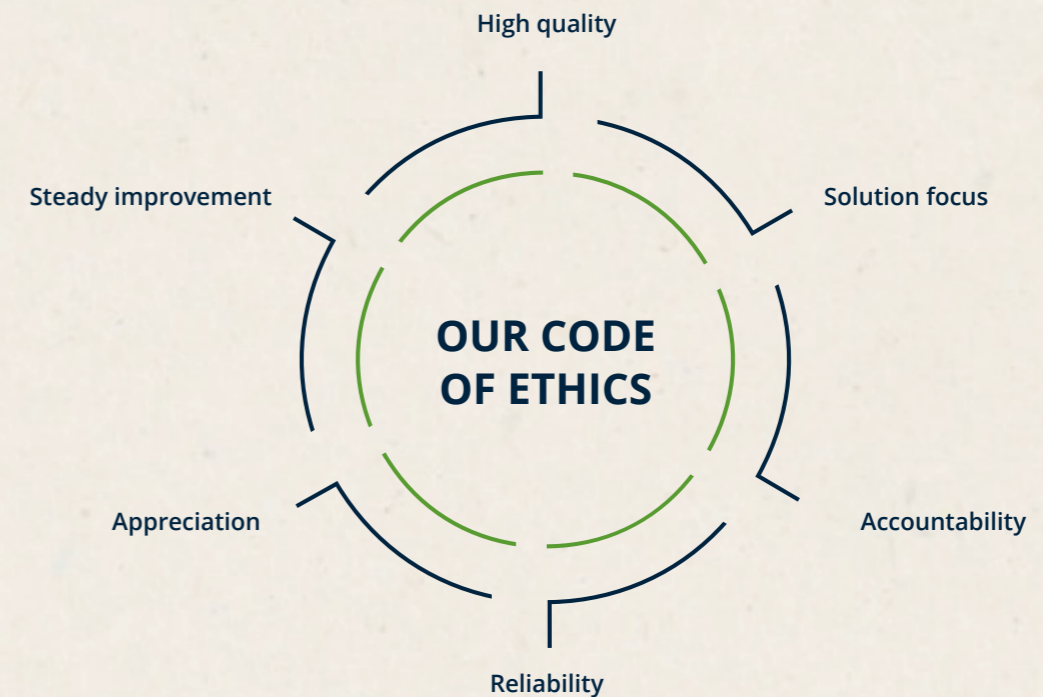 High quality
Steady improvement
Solution focus
OUR CODE
OF ETHICS
Appreciation
Accountability
Reliability